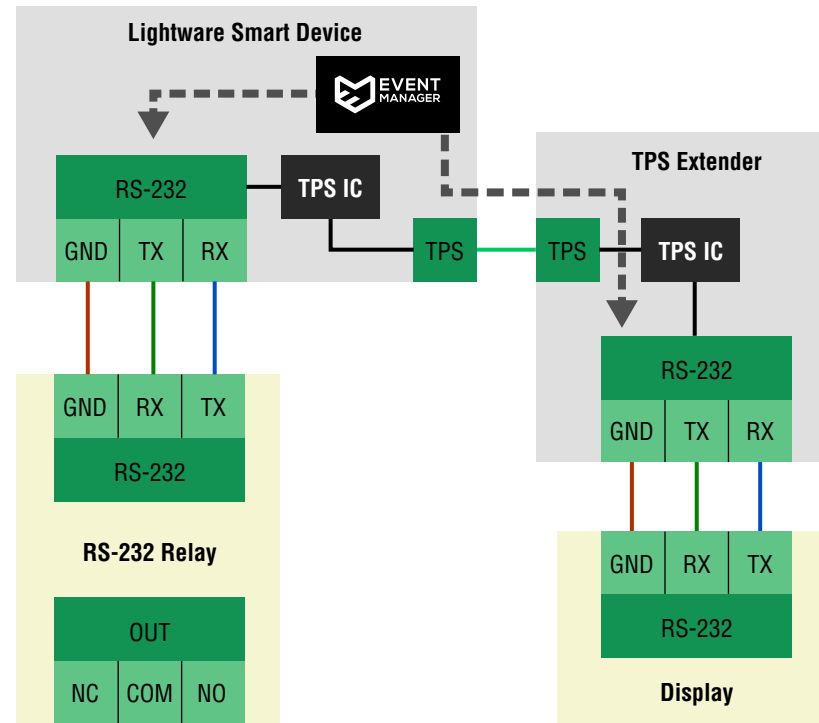 Lightware Smart Device
EVENT
MANAGER
RS-232
TPS IC
GND TX RX
TPS
TPS Extender
TPS
TPS IC
RS-232
GND TX RX
GND RX TX
RS-232
RS-232 Relay
OUT
NC COM NO
GND RX TX
RS-232
Display